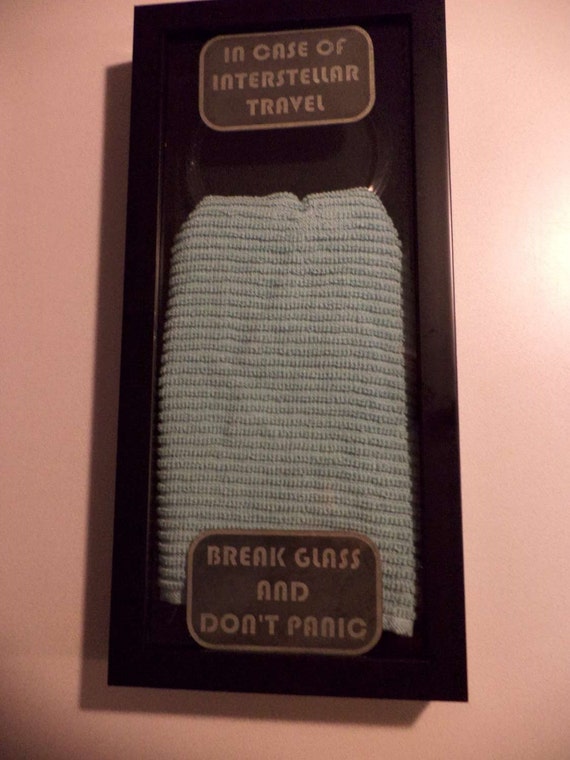 IN CASE OF
INTERSTELLAR
TRAVEL
BREAK GLASS
AND
DON'T PANIC